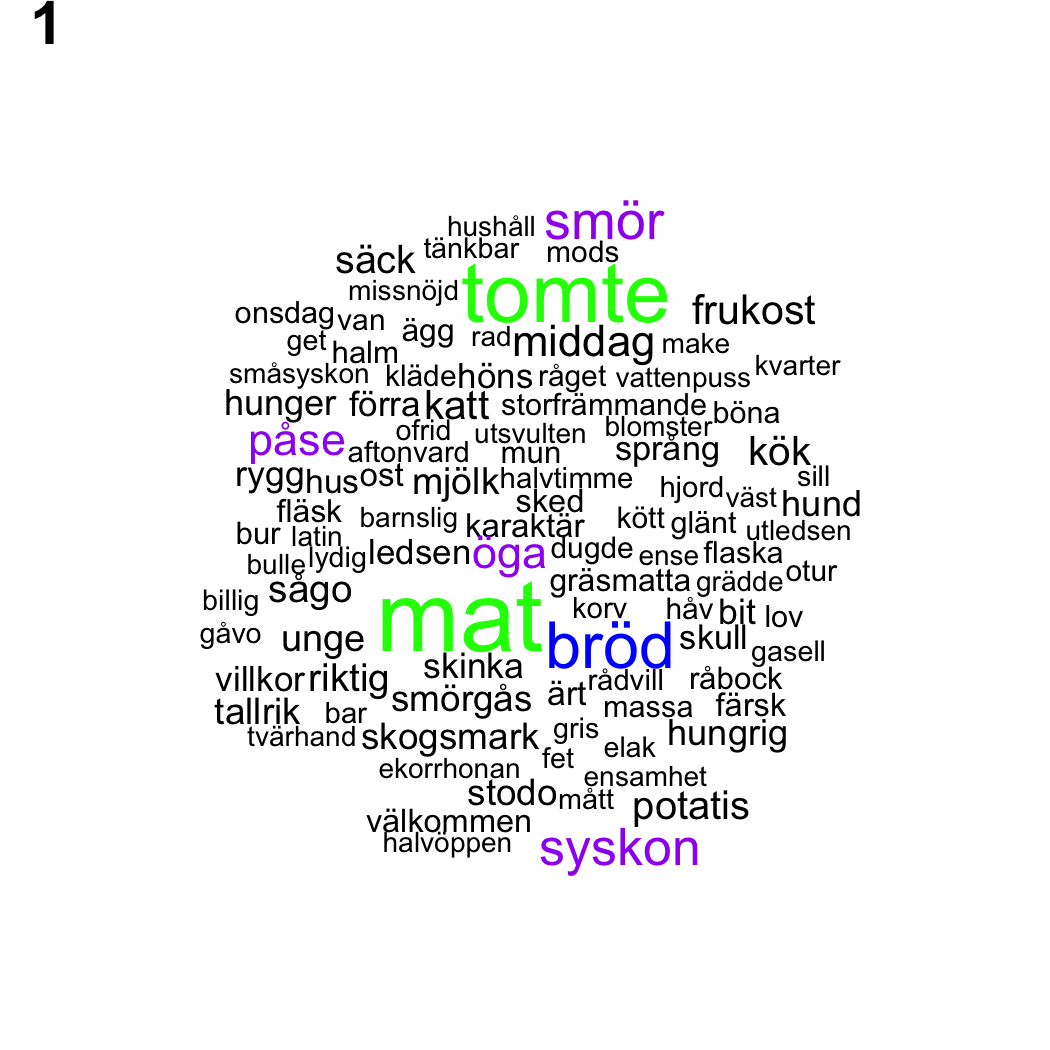 1
hushåll smör
säck tänkbar mods
missnöjd tomte frukost
onsdag van ägg rad middag make
get halm kvarter
småsyskon kläde höns råget vattenpuss
hunger förra katt storfrämmande böna
påse ofrid utsvulten blomster
aftonvard mun språng kök
rygg hus ost mjölk halvtimme hjord sill
fläsk sked väst hund
bur latin barnslig karaktär kött glänt utledsen
bulle lydig ledsen öga dugde ense flaska
sågo gräsmatta grädde otur
billig mat korv håv bit lov
gåvo unge bröd skull gasell
villkor riktig skinka rådvill råbock
tallrik bar smörgås ärt massa färsk
tvärhand skogsmark gris elak hungrig
ekorrhonan fet ensamhet
stodo mått potatis
välkommen
halvöppen syskon